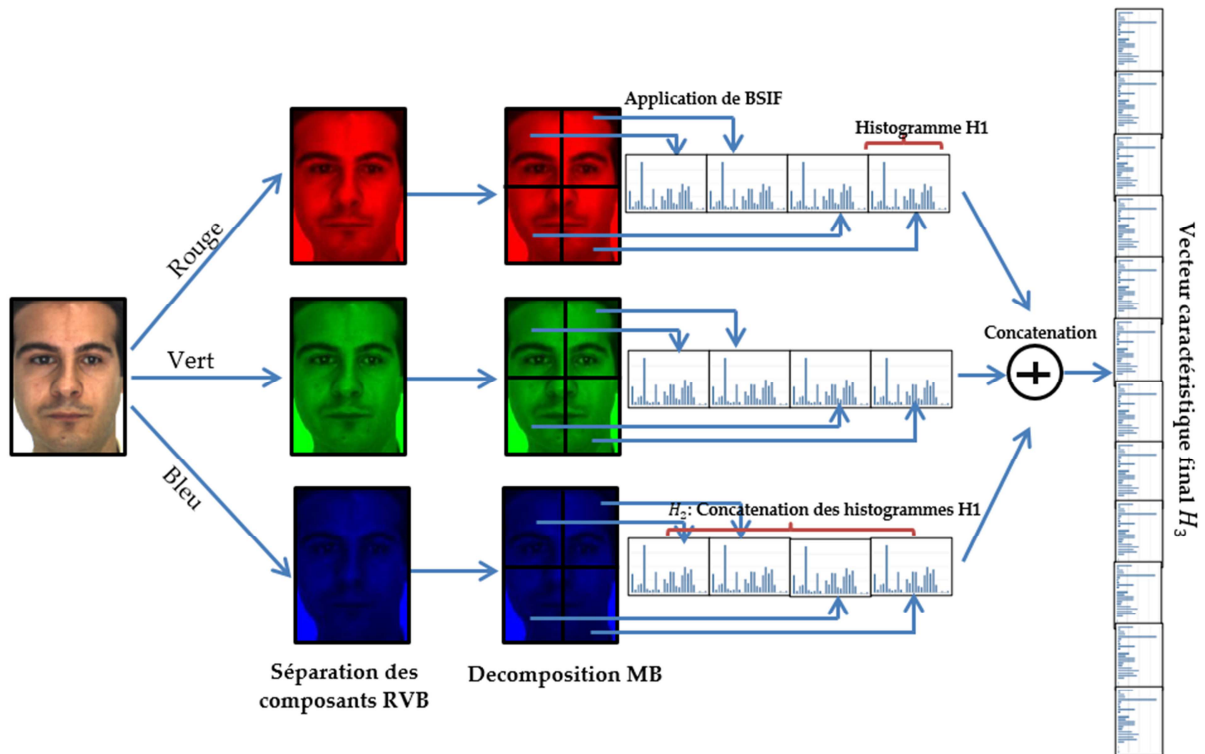 Application de BSIF
Histogramme H1
Rouge
Vert
Bleu
Concatenation
H₂: Concatenation des histogrammes H1
Séparation des
composants RVB
Decomposition MB
Vecteur caractéristique final H₃